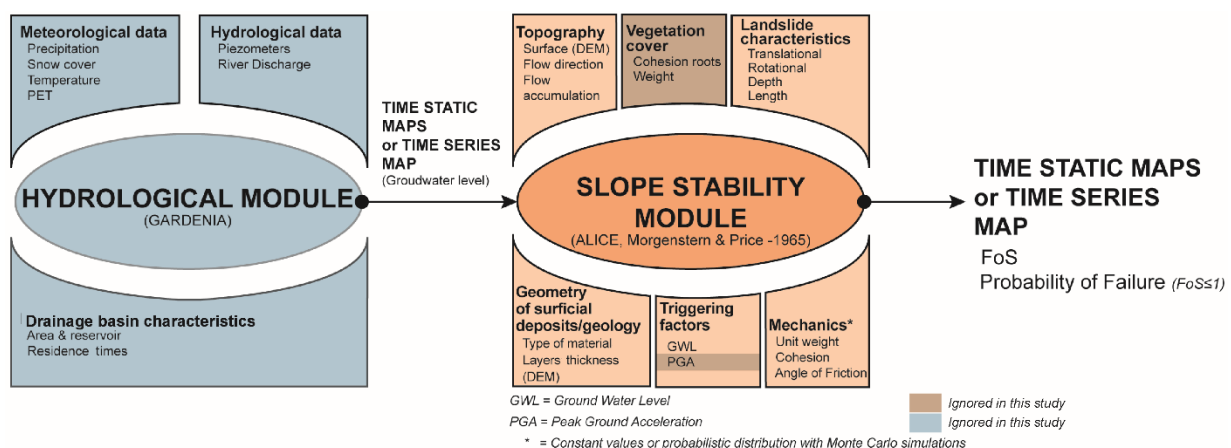 Meteorological data
Precipitation
Snow cover
Temperature
PET
Hydrological data
Piezometers
River Discharge
HYDROLOGICAL MODULE
(GARDENIA)
Drainage basin characteristics
Area & reservoir
Residence times
TIME STATIC
MAPS
or TIME SERIES
MAP
(Groudwater level)
Topography
Surface (DEM)
Flow direction
Flow
accumulation
Vegetation
cover
Cohesion roots
Weight
Landslide
characteristics
Translational
Rotational
Depth
Length
SLOPE STABILITY
MODULE
(ALICE, Morgenstern & Price -1965)
Geometry
of surficial
deposits/geology
Type of material
Layers thickness
(DEM)
Triggering
factors
GWL
PGA
Mechanics*
Unit weight
Cohesion
Angle of Friction
TIME STATIC MAPS
or TIME SERIES
MAP
FoS
Probability of Failure (FoS≤1)
GWL = Ground Water Level
PGA = Peak Ground Acceleration
* = Constant values or probabilistic distribution with Monte Carlo simulations
Ignored in this study
Ignored in this study